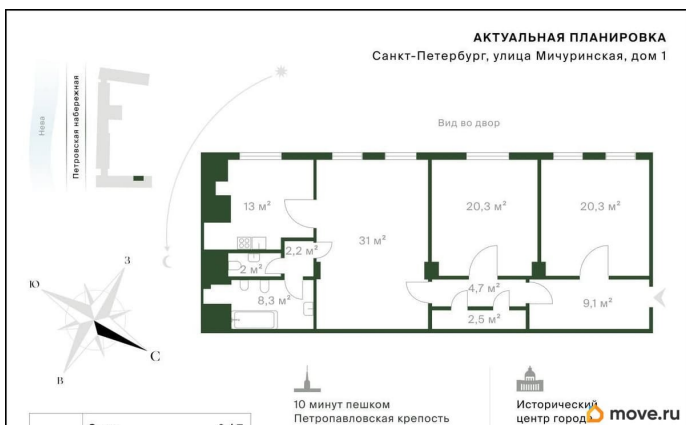 АКТУАЛЬНАЯ ПЛАНИРОВКА
Санкт-Петербург, улица Мичуринская, дом 1
Нева
Петровская набережная
Вид во двор
13 м²
31 м²
20,3 м²
20,3 м²
2,2 м²
2 м²
8,3 м²
4,7 м²
2,5 м²
9,1 м²
З
Ю
С
В
10 минут пешком
Петропавловская крепость
Исторический
центр города
move.ru